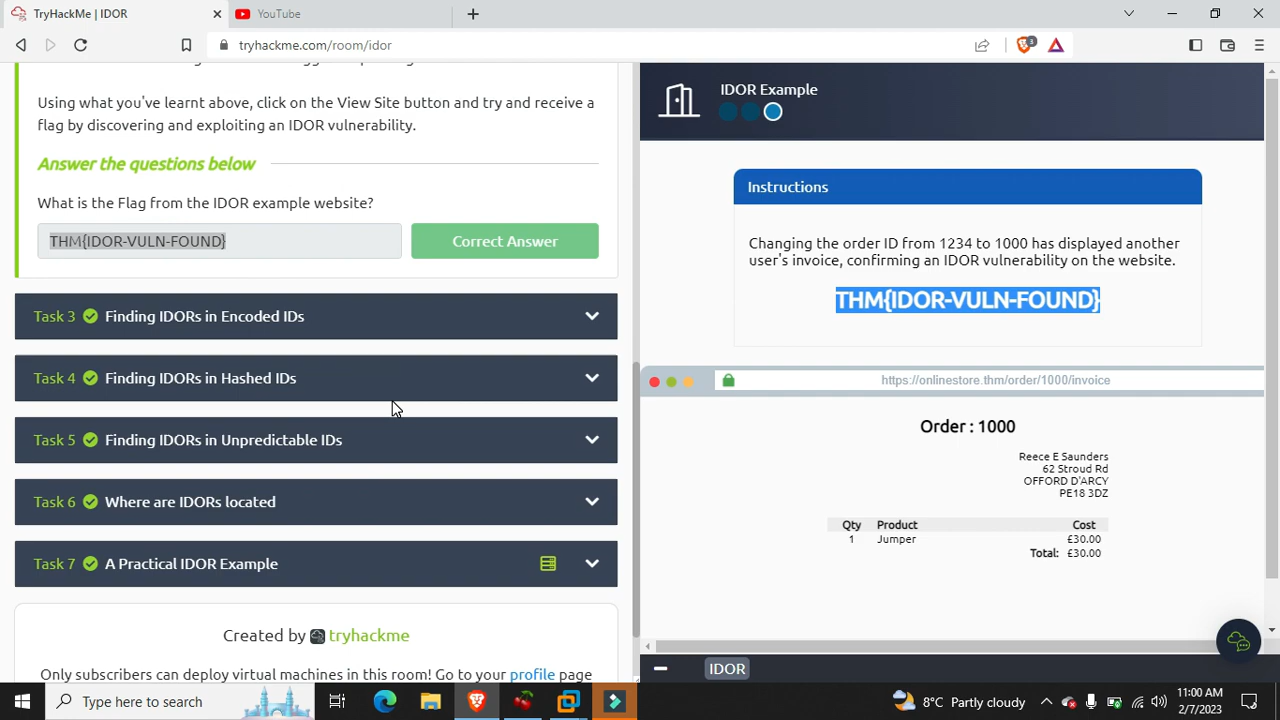 TryHackMe | IDOR
YouTube
tryhackme.com/room/idor
3
Using what you've learnt above, click on the View Site button and try and receive a
flag by discovering and exploiting an IDOR vulnerability.
Answer the questions below
What is the Flag from the IDOR example website?
THM{IDOR-VULN-FOUND}
Correct Answer
Task 3 Finding IDORs in Encoded IDs
Task 4 Finding IDORs in Hashed IDs
Task 5 Finding IDORs in Unpredictable IDs
Task 6 Where are IDORs located
Task 7 A Practical IDOR Example
Created by tryhackme
Only subscribers can deploy virtual machines in this room! Go to your profile page
IDOR Example
Instructions
Changing the order ID from 1234 to 1000 has displayed another
user's invoice, confirming an IDOR vulnerability on the website.
THM{IDOR-VULN-FOUND}
https://onlinestore.thm/order/1000/invoice
Order : 1000
Reece E Saunders
62 Stroud Rd
OFFORD D'ARCY
PE18 3DZ
Qty Product Cost
1 Jumper £30.00
Total: £30.00
IDOR
Type here to search
8°C Partly cloudy
11:00 AM
2/7/2023